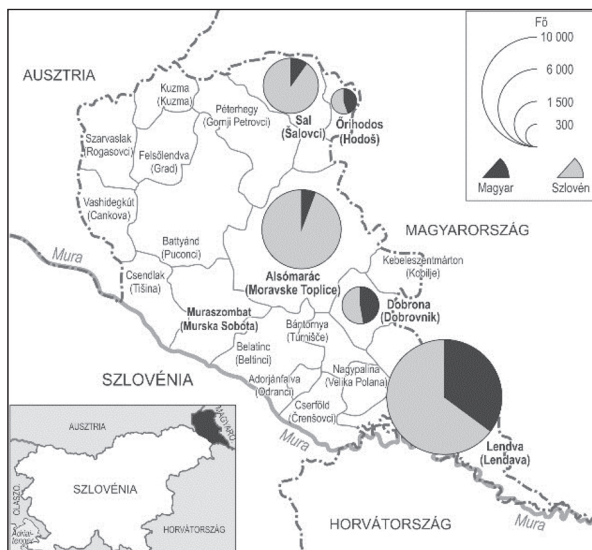 AUSZTRIA
Kuzma
(Kuzma)
Péterhegy
(Gornji Petrovci)
Sal
(Šalovci)
Őrihodos
(Hodoš)
Szarvaslak
(Rogasovci)
Felsőlendva
(Grad)
Vashidegkút
(Cankova)
Battyánd
(Puconci)
Mura
Csendlak
(Tišina)
Alsómarác
(Moravske Toplice)
MAGYARORSZÁG
Kebeleszentmárton
(Kobilje)
Muraszombat
(Murska Sobota)
Dobrona
(Dobrovnik)
Bántornya
(Turnišče)
Belatinc
(Beltinci)
SZLOVÉNIA
Adorjánfalva
(Odranci)
Nagypalina
(Velika Polana)
Cserföld
(Črenšovci)
Mura
Lendva
(Lendava)
Mura
HORVÁTORSZÁG
Fő
10 000
6 000
1 500
300
Magyar
Szlovén
AUSZTRIA
MAGYARO.
SZLOVÉNIA
OLASZO.
HORVÁTORSZÁG